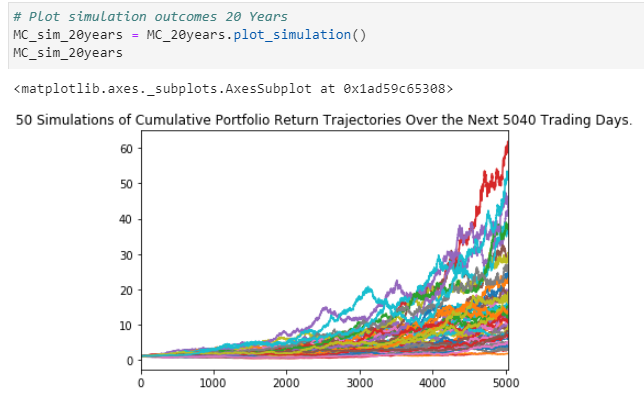 # Plot simulation outcomes 20 Years
MC_sim_20years = MC_20years.plot_simulation()
MC_sim_20years
<matplotlib.axes._subplots.AxesSubplot at 0x1ad59c65308>
50 Simulations of Cumulative Portfolio Return Trajectories Over the Next 5040 Trading Days.
60
50
40
30
20
10
0
0 1000 2000 3000 4000 5000